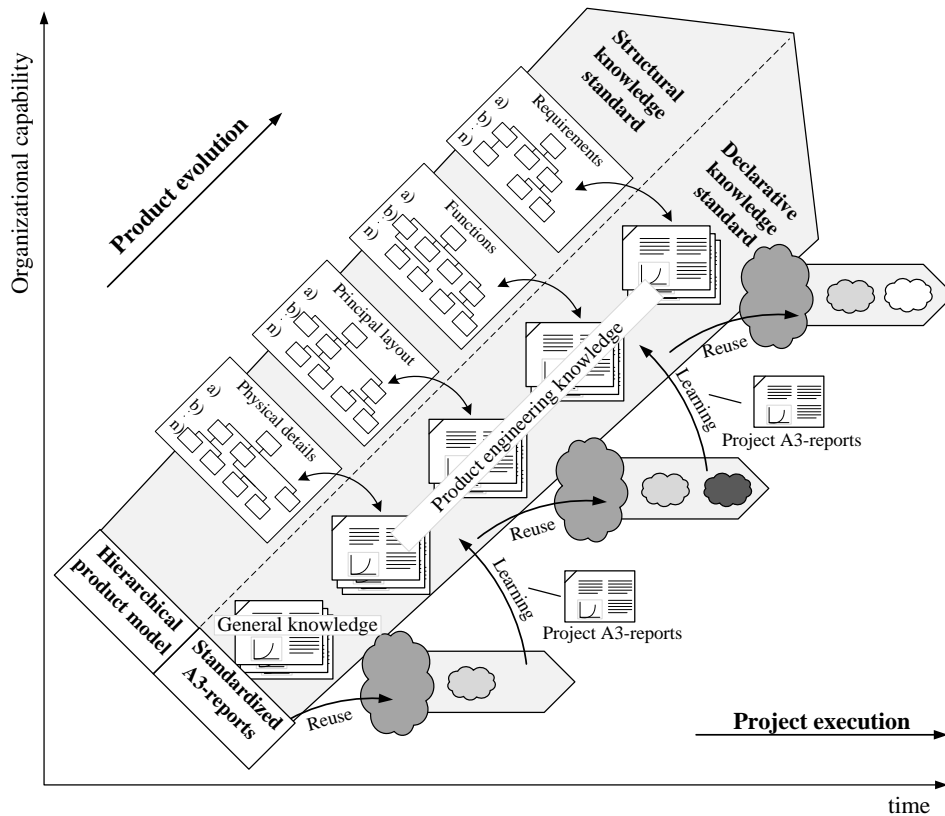 Organizational capability
Product evolution
Structural
knowledge
standard
Declarative
knowledge
standard
a)
b)
n)
Requirements
a)
b)
n)
Functions
a)
b)
n)
Principal layout
a)
b)
n)
Physical details
Product engineering knowledge
Reuse
Learning
Project A3-reports
Reuse
Learning
Project A3-reports
Hierarchical
product model
Standardized
A3-reports
General knowledge
Reuse
Project execution
time